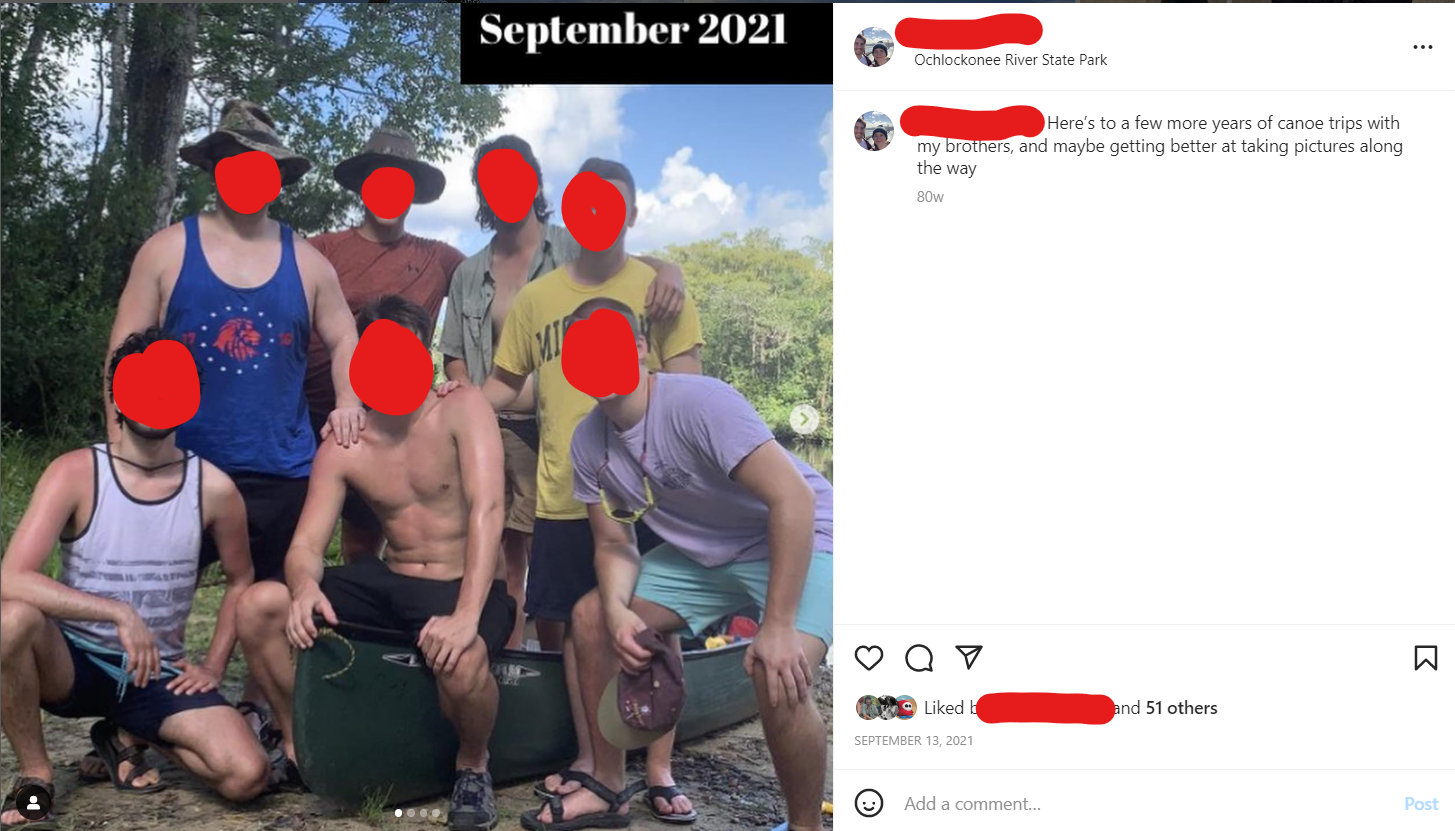 September 2021
Ochlockonee River State Park
Here's to a few more years of canoe trips with
my brothers, and maybe getting better at taking pictures along
the way
80w
17 76
Liked b and 51 others
SEPTEMBER 13, 2021
Add a comment...
Post